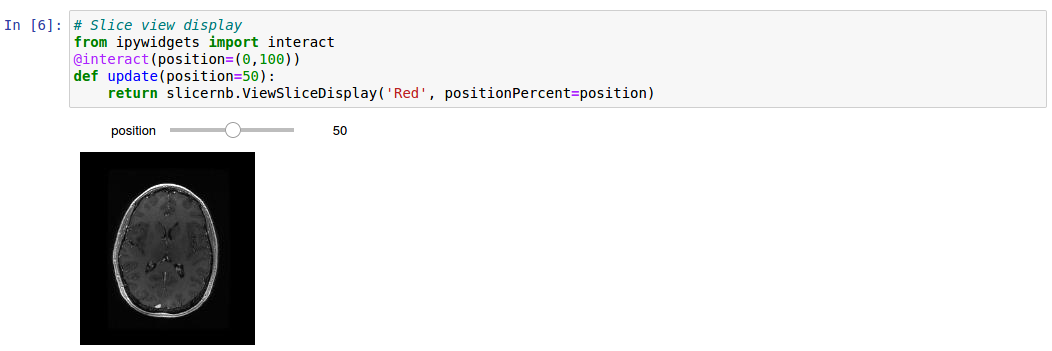 In [6]: # Slice view display
from ipywidgets import interact
@interact(position=(0,100))
def update(position=50):
    return slicernb.ViewSliceDisplay('Red', positionPercent=position)
position 50